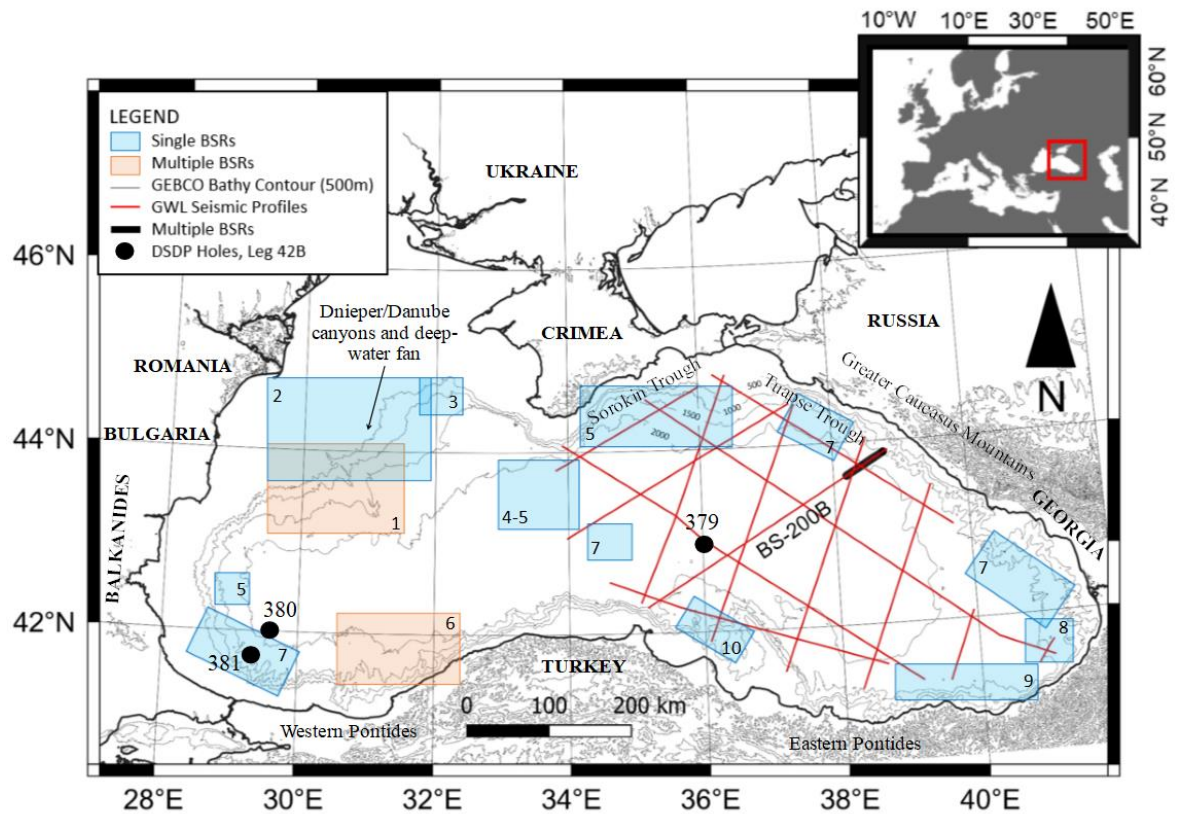 10°W 10°E 30°E 50°E
60°N
50°N
40°N
LEGEND
Single BSRs
Multiple BSRs
GEBCO Bathy Contour (500m)
GWL Seismic Profiles
Multiple BSRs
DSDP Holes, Leg 42B
UKRAINE
46°N
Dnieper/Danube
canyons and deep-
water fan
CRIMEA
RUSSIA
N
ROMANIA
Greater Caucasus Mountains
Sorokin Trough
Tuapse Trough
500
1000
1500
2000
2
3
5
7
44°N
BULGARIA
1
4-5
7
379
BS-200B
GEORGIA
BALKANIDES
7
5
380
42°N
381
7
6
10
8
9
TURKEY
0 100 200 km
Western Pontides
Eastern Pontides
28°E 30°E 32°E 34°E 36°E 38°E 40°E